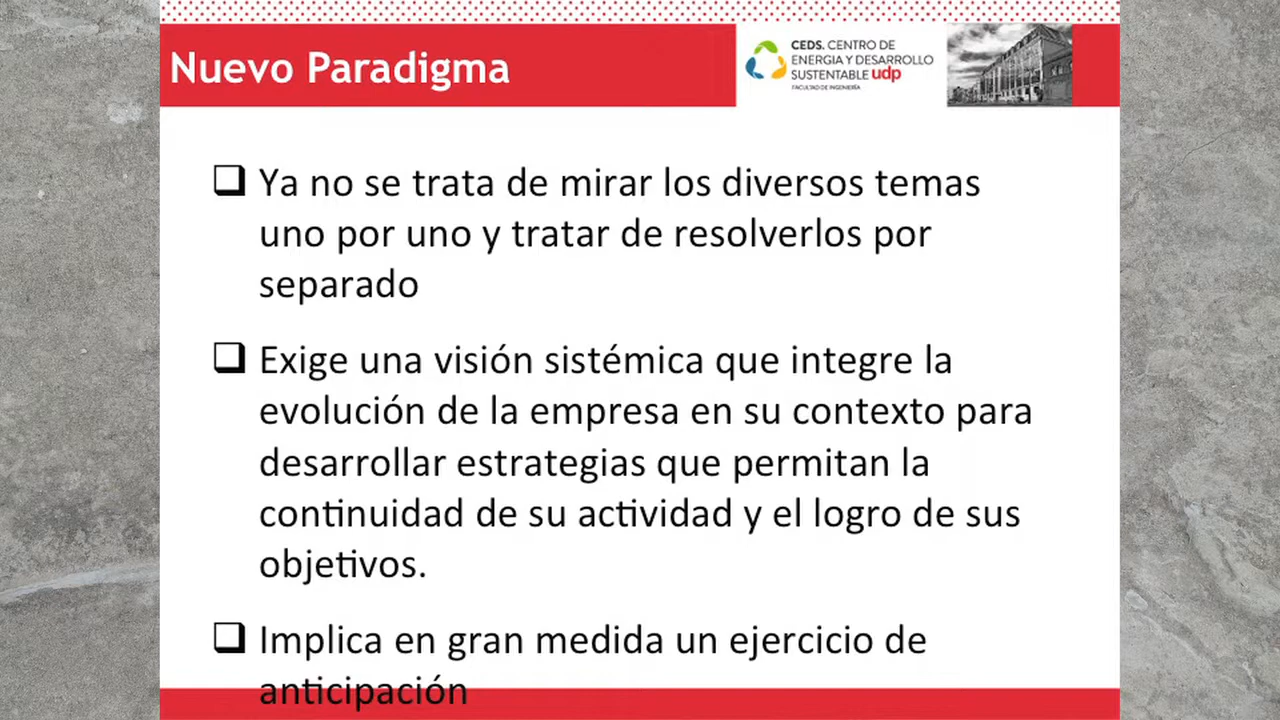 Nuevo Paradigma
CEDS. CENTRO DE
ENERGIA Y DESARROLLO
SUSTENTABLE udp
FACULTAD DE INGENIERÍA
Ya no se trata de mirar los diversos temas
uno por uno y tratar de resolverlos por
separado
Exige una visión sistémica que integre la
evolución de la empresa en su contexto para
desarrollar estrategias que permitan la
continuidad de su actividad y el logro de sus
objetivos.
Implica en gran medida un ejercicio de
anticipación